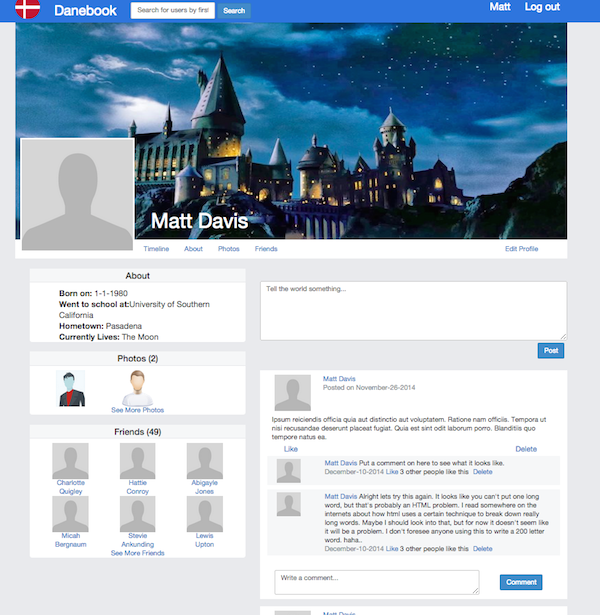 Danebook
Search for users by firs
Search
Matt
Log out
Matt Davis
Timeline
About
Photos
Friends
Edit Profile
About
Born on: 1-1-1980
Went to school at:University of Southern
California
Hometown: Pasadena
Currently Lives: The Moon
Photos (2)
See More Photos
Friends (49)
Charlotte
Quigley
Hattie
Conroy
Abigayle
Jones
Micah
Bergnaum
Stevie
Ankunding
Lewis
Upton
See More Friends
Tell the world something...
Post
Matt Davis
Posted on November-26-2014
Ipsum reiciendis officia quia aut distinctio aut voluptatem. Ratione nam officiis. Tempora ut
nisi recusandae deserunt placeat fugiat. Quia est sint odit laborum porro. Blanditiis quo
tempore natus ea.
Like
Delete
Matt Davis Put a comment on here to see what it looks like.
December-10-2014 Like 3 other people like this Delete
Matt Davis Alright lets try this again. It looks like you can't put one long
word, but that's probably an HTML problem. I read somewhere on the
internets about how html uses a certain technique to break down really
long words. Maybe I should look into that, but for now it doesn't seem like
it will be a problem. I don't foresee anyone using this to write a 200 letter
word. haha..
December-10-2014 Like 3 other people like this Delete
Write a comment...
Comment
Matt Davis